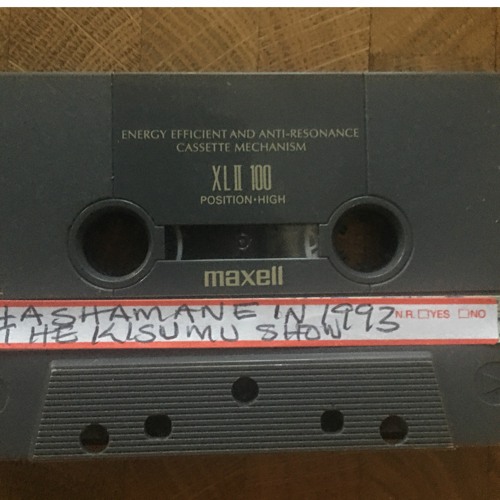 ENERGY EFFICIENT AND ANTI-RESONANCE
CASSETTE MECHANISM
XLII 100
POSITION•HIGH
maxell
HASHAMANE IN 1993
THE KISUMU SHOW
N.R. □YES □NO